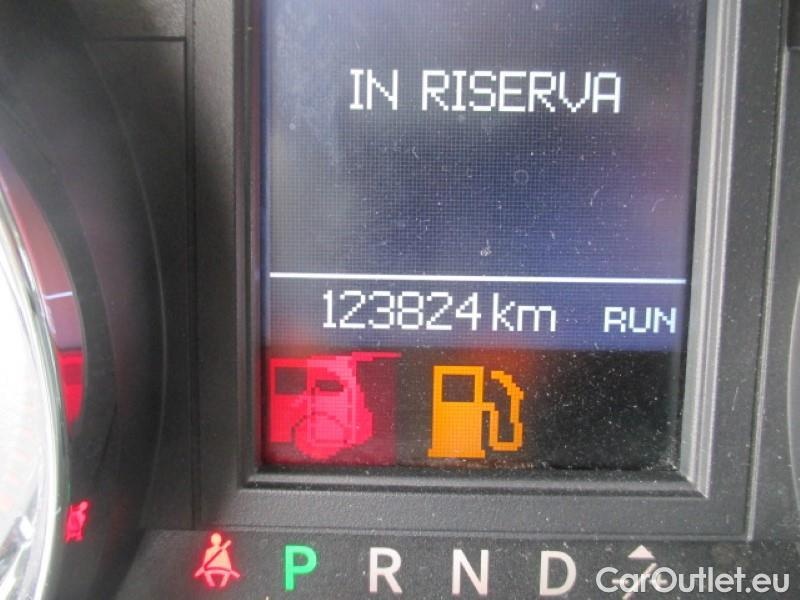 IN RISERVA
123824 km RUN
P R N D +/-
CarOutlet.eu